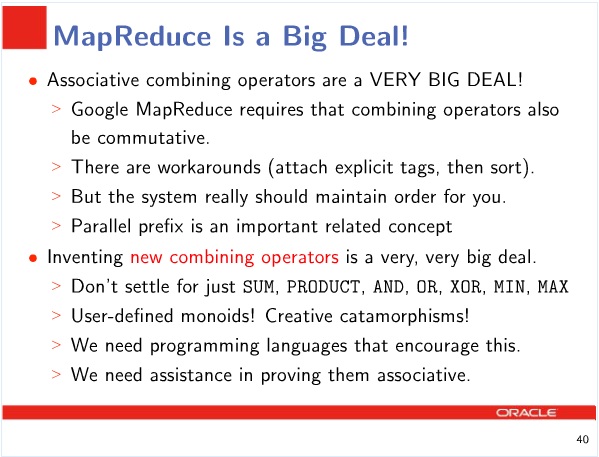 MapReduce Is a Big Deal!
• Associative combining operators are a VERY BIG DEAL!
> Google MapReduce requires that combining operators also
be commutative.
> There are workarounds (attach explicit tags, then sort).
> But the system really should maintain order for you.
> Parallel prefix is an important related concept
• Inventing new combining operators is a very, very big deal.
> Don't settle for just SUM, PRODUCT, AND, OR, XOR, MIN, MAX
> User-defined monoids! Creative catamorphisms!
> We need programming languages that encourage this.
> We need assistance in proving them associative.
ORACLE
40